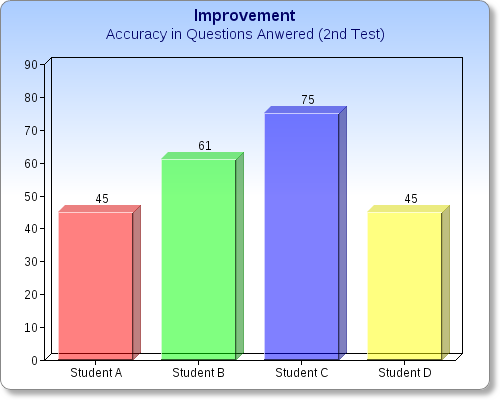 Improvement
Accuracy in Questions Anwered (2nd Test)
90
80
70
60
50
40
30
20
10
0
45
61
75
45
Student A
Student B
Student C
Student D